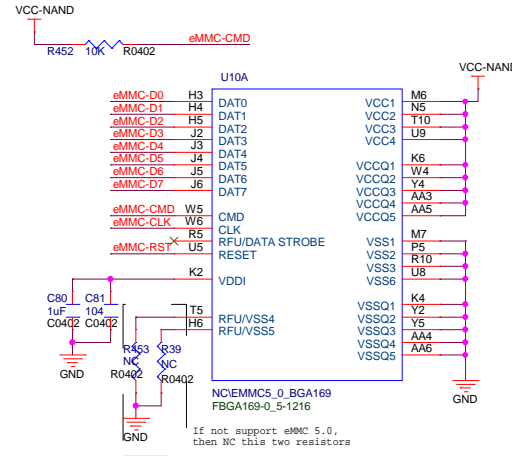 VCC-NAND
R452 10K R0402
eMMC-CMD
U10A
VCC-NAND
eMMC-D0 H3 DAT0
eMMC-D1 H4 DAT1
eMMC-D2 H5 DAT2
eMMC-D3 J2 DAT3
eMMC-D4 J3 DAT4
eMMC-D5 J4 DAT5
eMMC-D6 J5 DAT6
eMMC-D7 J6 DAT7
eMMC-CMD W5 CMD
eMMC-CLK W6 CLK
R5 RFU/DATA STROBE
eMMC-RST U5 RESET
K2 VDDI
T5 RFU/VSS4
H6 RFU/VSS5
VCC1 M6
VCC2 N5
VCC3 T10
VCC4 U9
VCCQ1 K6
VCCQ2 W4
VCCQ3 Y4
VCCQ4 AA3
VCCQ5 AA5
VSS1 M7
VSS2 P5
VSS3 R10
VSS6 U8
VSSQ1 K4
VSSQ2 Y2
VSSQ3 Y5
VSSQ4 AA4
VSSQ5 AA6
C80
1uF
C0402
C81
104
C0402
GND
R453
NC
R0402
R39
NC
R0402
GND
GND
NC\EMMC5_0_BGA169
FBGA169-0_5-1216
If not support eMMC 5.0,
then NC this two resistors